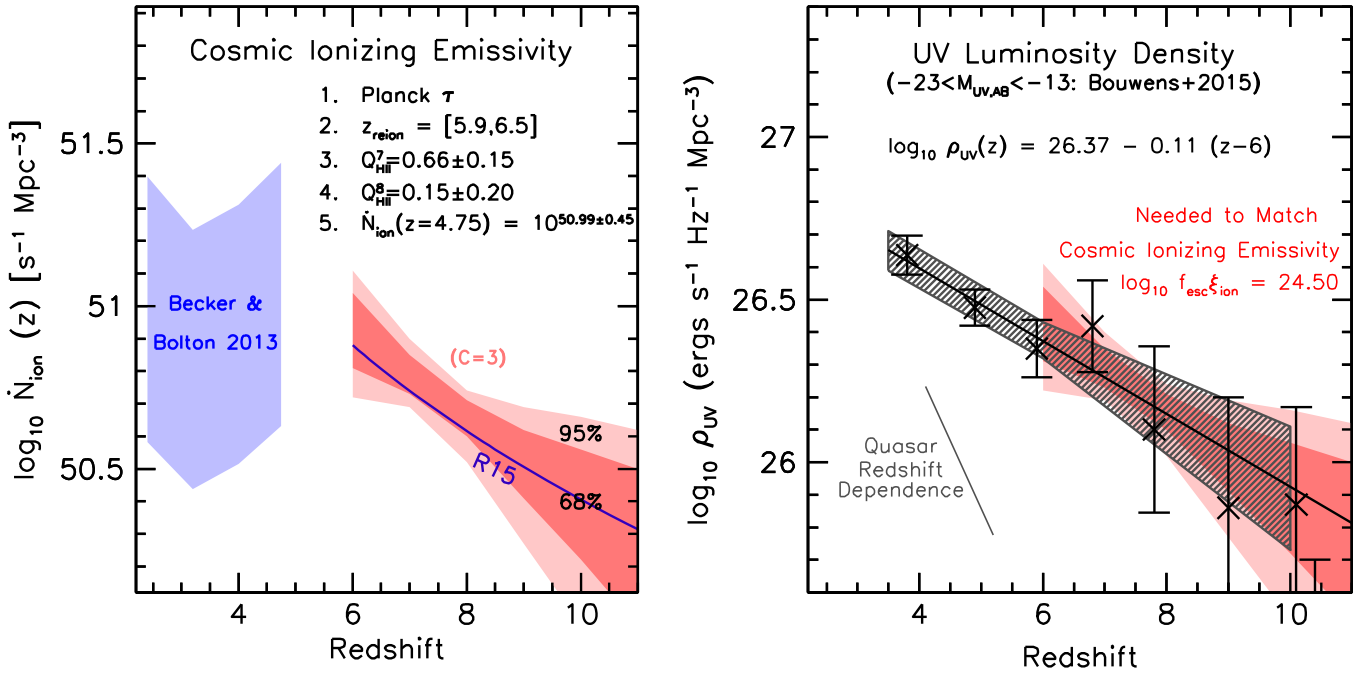 Cosmic Ionizing Emissivity
1. Planck τ
2. z_reion = [5.9,6.5]
3. Q^7_HII=0.66±0.15
4. Q^8_HII=0.15±0.20
5. Ṅ_ion(z=4.75) = 10^50.99±0.45
Becker &
Bolton 2013
(C=3)
95%
68%
R15
log₁₀ Ṅ_ion (z) [s⁻¹ Mpc⁻³]
51.5
51
50.5
4 6 8 10
Redshift
UV Luminosity Density
(−23<M_UV,AB<−13: Bouwens+2015)
log₁₀ ρ_UV(z) = 26.37 − 0.11 (z−6)
Needed to Match
Cosmic Ionizing Emissivity
log₁₀ f_esc ξ_ion = 24.50
Quasar
Redshift
Dependence
log₁₀ ρ_UV (ergs s⁻¹ Hz⁻¹ Mpc⁻³)
27
26.5
26
4 6 8 10
Redshift